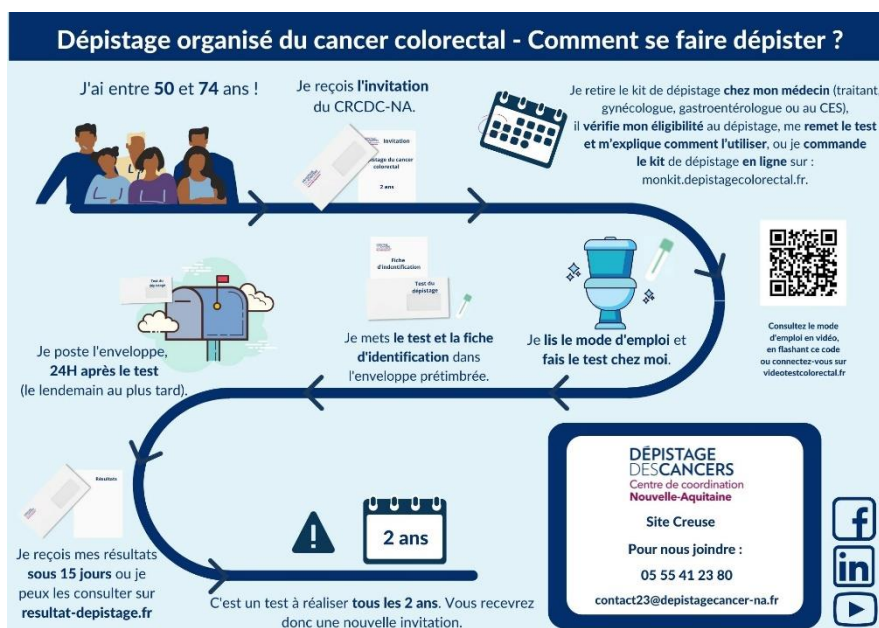 Dépistage organisé du cancer colorectal - Comment se faire dépister ?
J'ai entre 50 et 74 ans !
Je reçois l'invitation
du CRCDC-NA.
Invitation
colorectal
2 ans
Je retire le kit de dépistage chez mon médecin (traitant,
gynécologue, gastroentérologue ou au CES),
il vérifie mon éligibilité au dépistage, me remet le test
et m'explique comment l'utiliser, ou je commande
le kit de dépistage en ligne sur :
monkit.depistagecolorectal.fr.
Consultez le mode
d'emploi en vidéo,
en flashant ce code
ou connectez-vous sur
videotestcolorectal.fr
Je lis le mode d'emploi et
fais le test chez moi.
Fiche
d'indentification
Test du
dépistage
Je mets le test et la fiche
d'identification dans
l'enveloppe prétimbrée.
Test du
Je poste l'enveloppe,
24H après le test
(le lendemain au plus tard).
Résultats
Je reçois mes résultats
sous 15 jours ou je
peux les consulter sur
resultat-depistage.fr
2 ans
C'est un test à réaliser tous les 2 ans. Vous recevrez
donc une nouvelle invitation.
DÉPISTAGE
DESCANCERS
Centre de coordination
Nouvelle-Aquitaine
Site Creuse
Pour nous joindre :
05 55 41 23 80
contact23@depistagecancer-na.fr